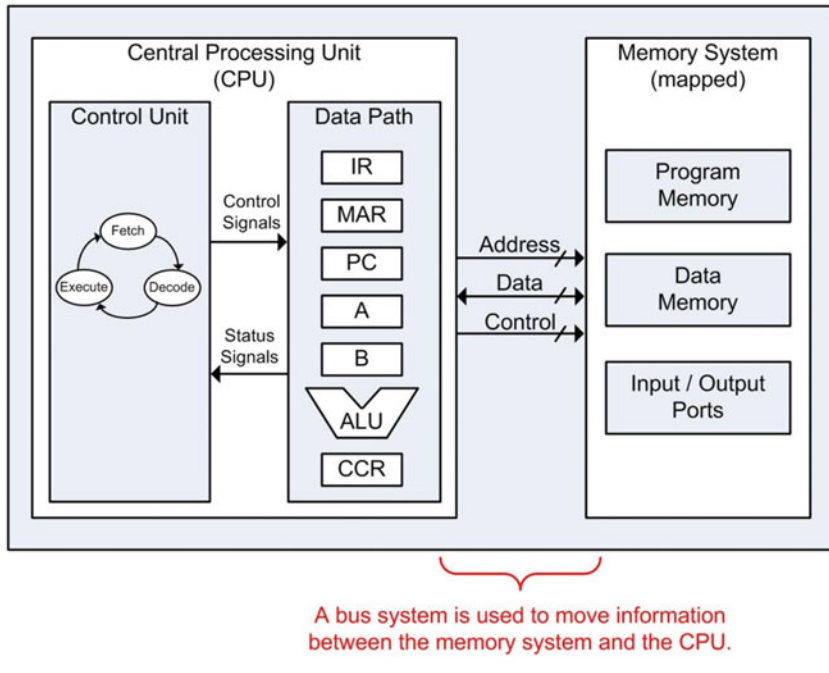 Central Processing Unit
(CPU)
Control Unit
Fetch
Execute
Decode
Control
Signals
Status
Signals
Data Path
IR
MAR
PC
A
B
ALU
CCR
Address
Data
Control
Memory System
(mapped)
Program
Memory
Data
Memory
Input / Output
Ports
A bus system is used to move information
between the memory system and the CPU.